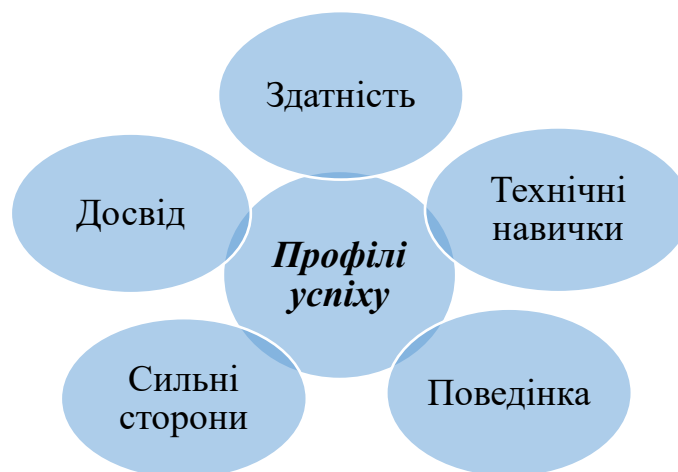 Здатність
Технічні
навички
Досвід
Профілі
успіху
Сильні
сторони
Поведінка